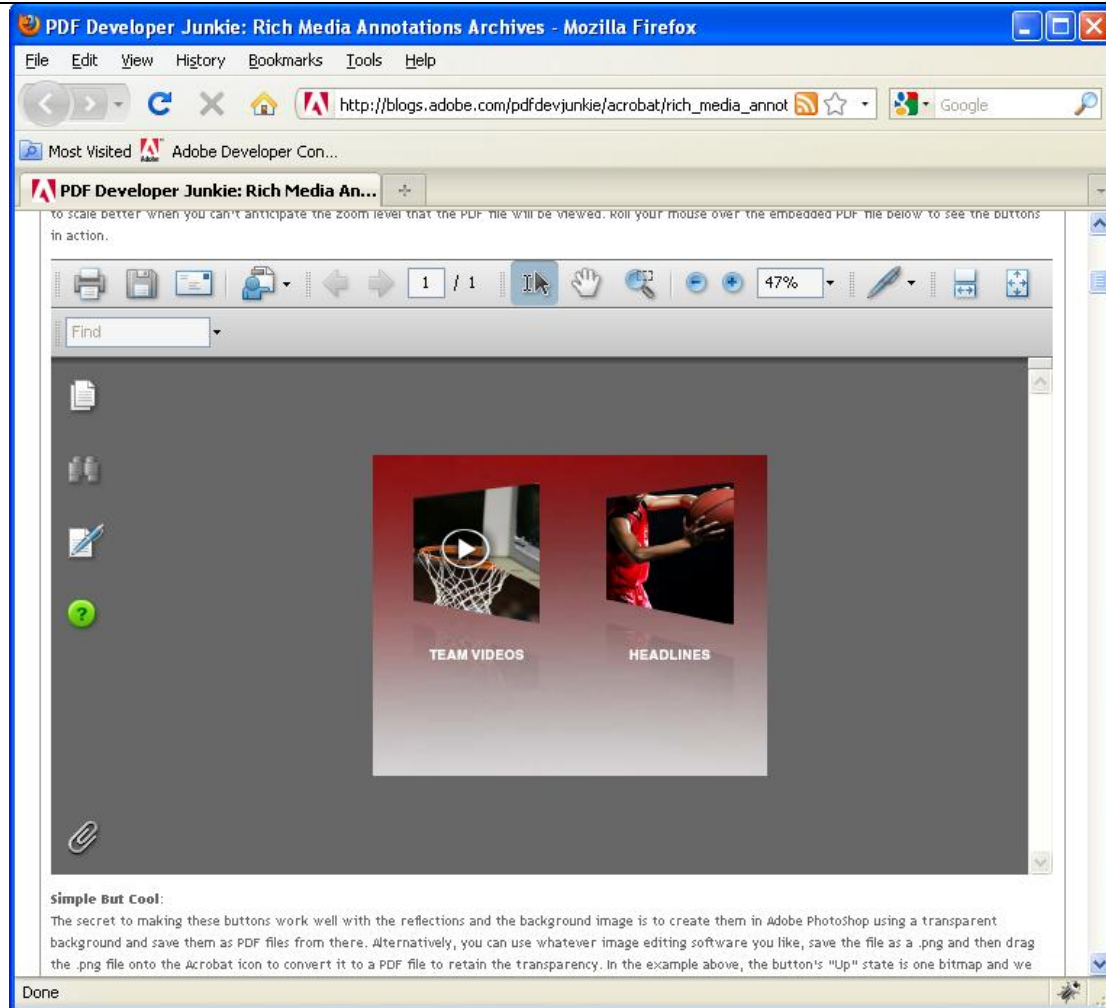 PDF Developer Junkie: Rich Media Annotations Archives - Mozilla Firefox
File Edit View History Bookmarks Tools Help
http://blogs.adobe.com/pdfdevjunkie/acrobat/rich_media_annot Google
Most Visited Adobe Adobe Developer Con...
PDF Developer Junkie: Rich Media An...
to scale better when you can't anticipate the zoom level that the PDF file will be viewed. Roll your mouse over the embedded PDF file below to see the buttons
in action.
1 / 1 47%
Find
TEAM VIDEOS HEADLINES
Simple But Cool:
The secret to making these buttons work well with the reflections and the background image is to create them in Adobe PhotoShop using a transparent
background and save them as PDF files from there. Alternatively, you can use whatever image editing software you like, save the file as a .png and then drag
the .png file onto the Acrobat icon to convert it to a PDF file to retain the transparency. In the example above, the button's "Up" state is one bitmap and we
Done